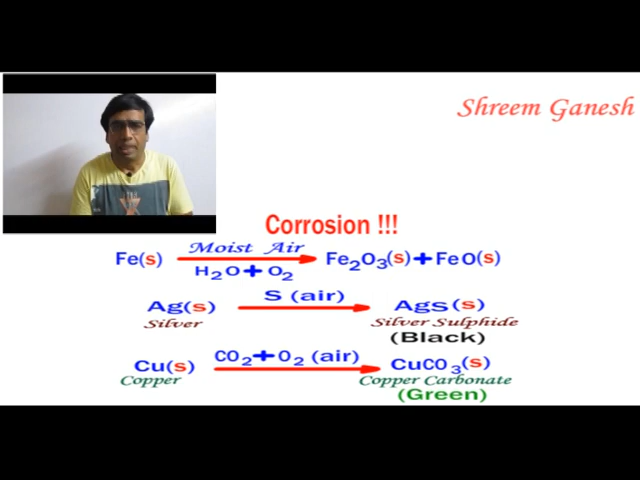 Shreem Ganesh
Corrosion !!!
Moist Air
Fe(s) → Fe₂O₃(s)+FeO(s)
H₂O+O₂
S (air)
Ag(s) → Ags(s)
Silver Silver Sulphide
(Black)
CO₂+O₂(air)
Cu(s) → CuCO₃(s)
Copper Copper Carbonate
(Green)